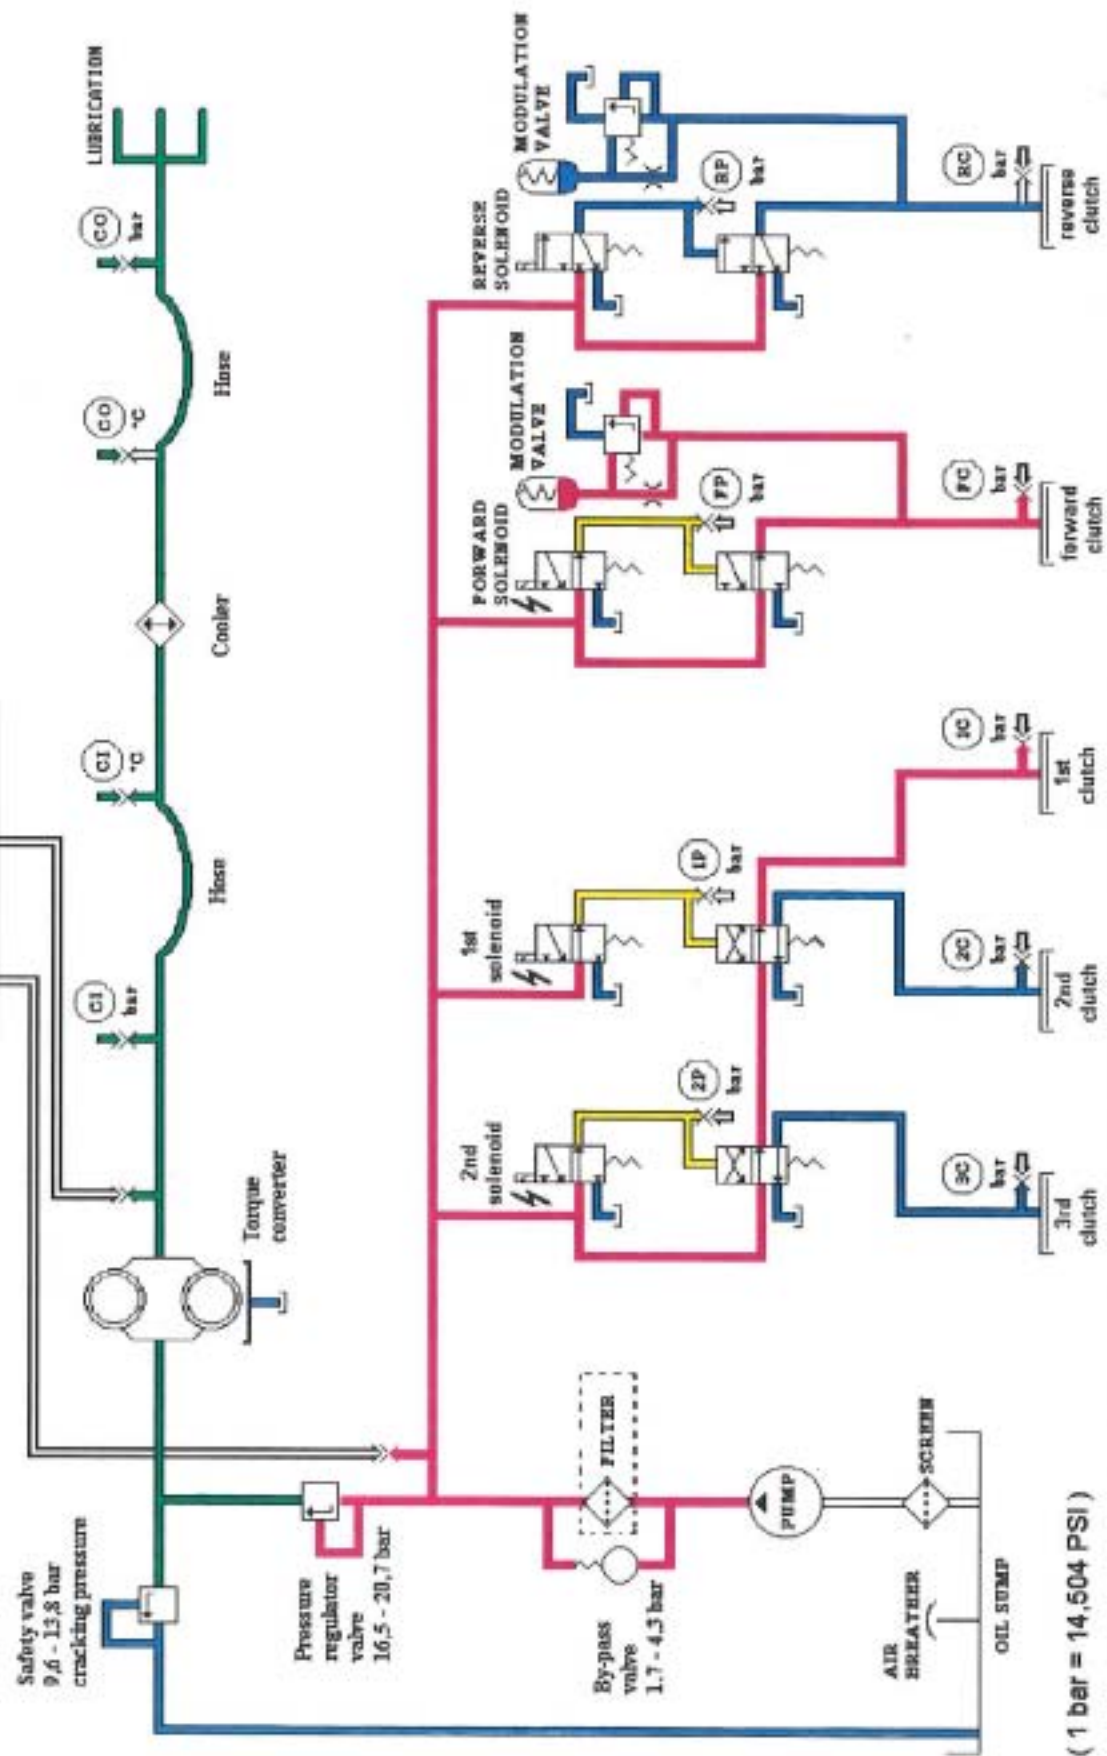 Safety valve
9,6 - 13,8 bar
cracking pressure
Torque
converter
CI
bar
Hose
CI
°C
Cooler
CO
°C
Hose
CO
bar
LUBRICATION
Pressure
regulator
valve
16,5 - 20,7 bar
By-pass
valve
1.7 - 4,3 bar
FILTER
PUMP
SCREEN
AIR
BREATHER
OIL SUMP
2nd
solenoid
2P
bar
3C
bar
3rd
clutch
1st
solenoid
1P
bar
2C
bar
2nd
clutch
1C
bar
1st
clutch
FORWARD
SOLENOID
MODULATION
VALVE
FP
bar
FC
bar
forward
clutch
REVERSE
SOLENOID
MODULATION
VALVE
RP
bar
RC
bar
reverse
clutch
( 1 bar = 14,504 PSI )